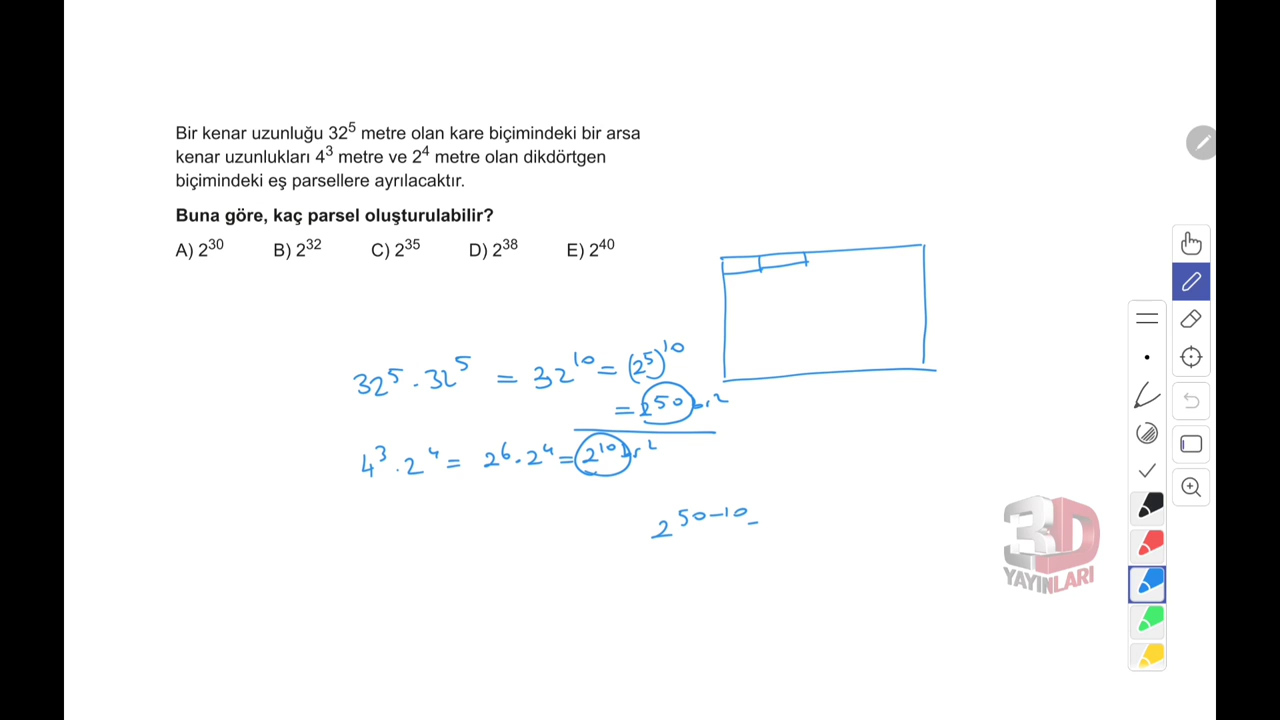 Bir kenar uzunluğu 32⁵ metre olan kare biçimindeki bir arsa
kenar uzunlukları 4³ metre ve 2⁴ metre olan dikdörtgen
biçimindeki eş parsellere ayrılacaktır.
Buna göre, kaç parsel oluşturulabilir?
A) 2³⁰ B) 2³² C) 2³⁵ D) 2³⁸ E) 2⁴⁰
32⁵ . 32⁵ = 32¹⁰ = (2⁵)¹⁰
= 2⁵⁰ br²
4³ . 2⁴ = 2⁶ . 2⁴ = 2¹⁰ br²
2⁵⁰⁻¹⁰ =
3D
YAYINLARI